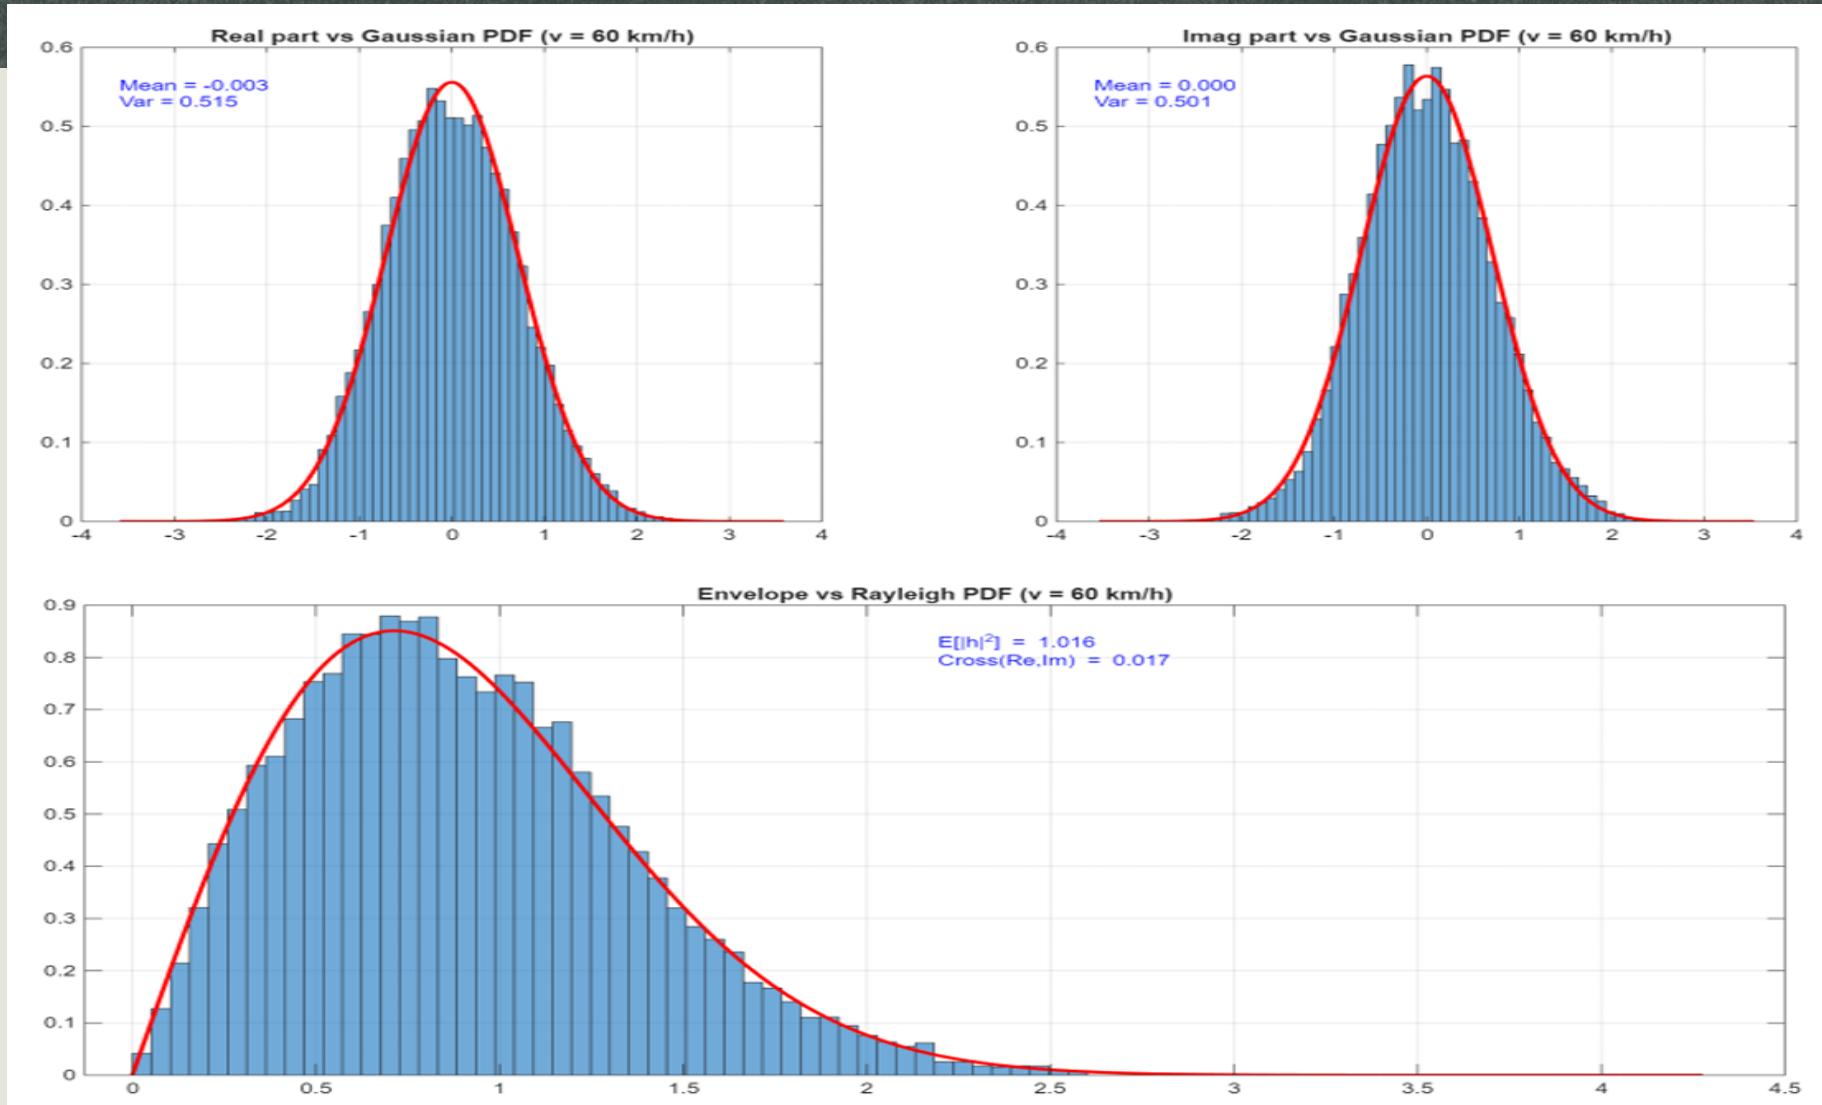 Real part vs Gaussian PDF (v = 60 km/h)
Mean = -0.003
Var = 0.515
0.6
0.5
0.4
0.3
0.2
0.1
0
-4 -3 -2 -1 0 1 2 3 4
Imag part vs Gaussian PDF (v = 60 km/h)
Mean = 0.000
Var = 0.501
0.6
0.5
0.4
0.3
0.2
0.1
0
-4 -3 -2 -1 0 1 2 3 4
Envelope vs Rayleigh PDF (v = 60 km/h)
E[|h|²] = 1.016
Cross(Re,Im) = 0.017
0.9
0.8
0.7
0.6
0.5
0.4
0.3
0.2
0.1
0
0 0.5 1 1.5 2 2.5 3 3.5 4 4.5